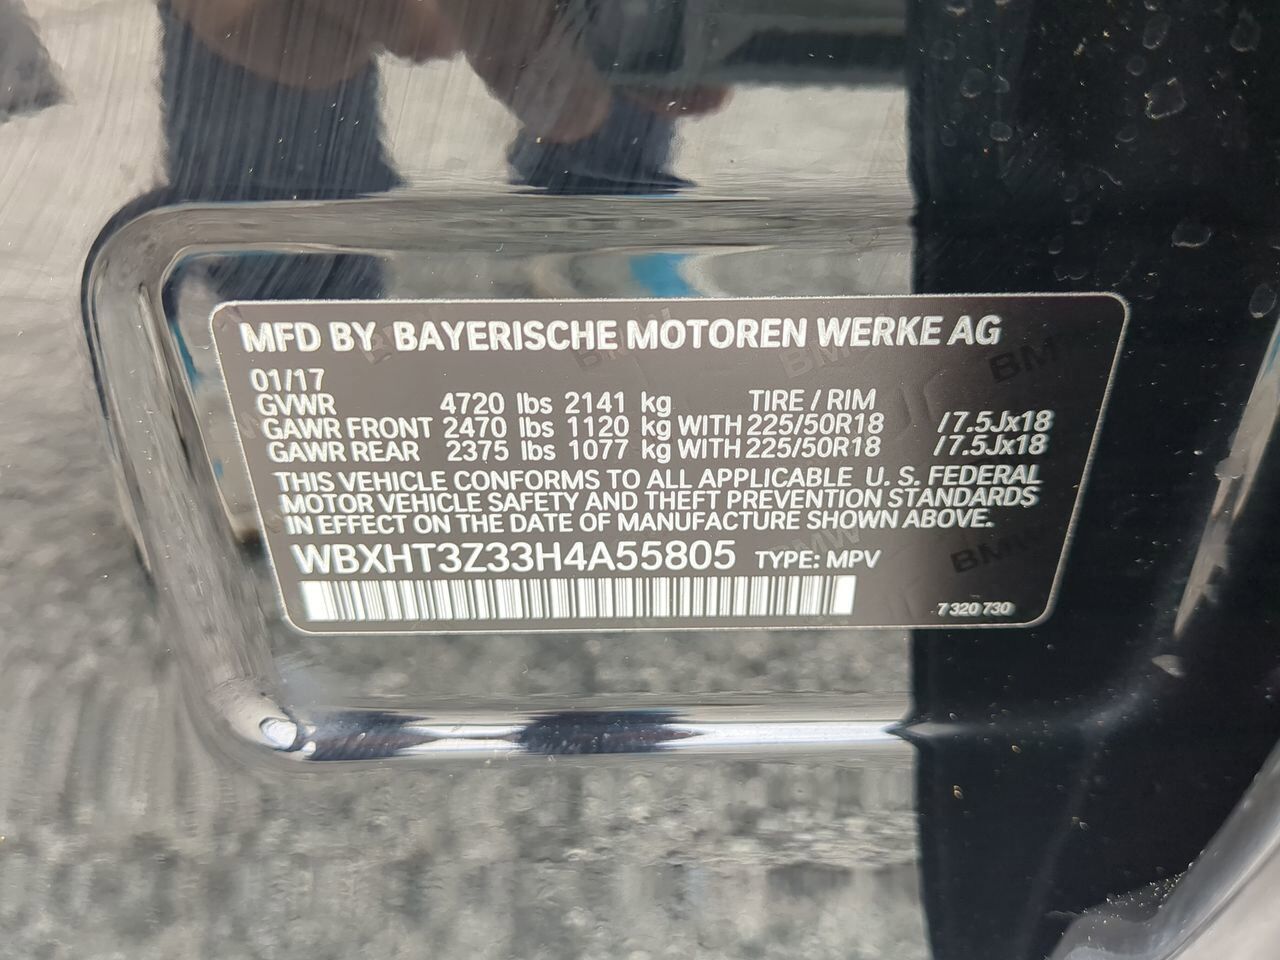 MFD BY BAYERISCHE MOTOREN WERKE AG
01/17
GVWR 4720 lbs 2141 kg TIRE / RIM
GAWR FRONT 2470 lbs 1120 kg WITH 225/50R18 /7.5Jx18
GAWR REAR 2375 lbs 1077 kg WITH 225/50R18 /7.5Jx18
THIS VEHICLE CONFORMS TO ALL APPLICABLE U. S. FEDERAL
MOTOR VEHICLE SAFETY AND THEFT PREVENTION STANDARDS
IN EFFECT ON THE DATE OF MANUFACTURE SHOWN ABOVE.
WBXHT3Z33H4A55805 TYPE: MPV
7 320 730